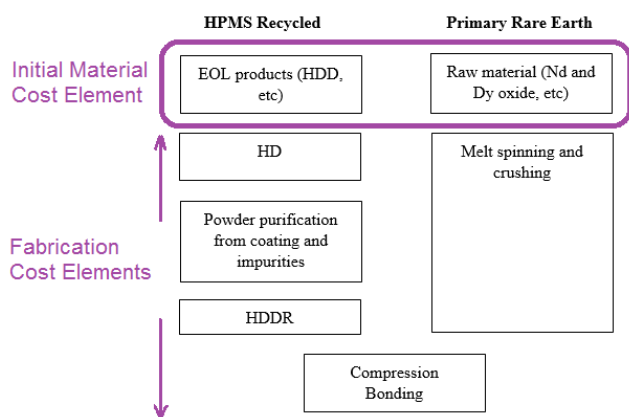 HPMS Recycled
Primary Rare Earth
Initial Material
Cost Element
EOL products (HDD,
etc)
Raw material (Nd and
Dy oxide, etc)
HD
Melt spinning and
crushing
Powder purification
from coating and
impurities
Fabrication
Cost Elements
HDDR
Compression
Bonding